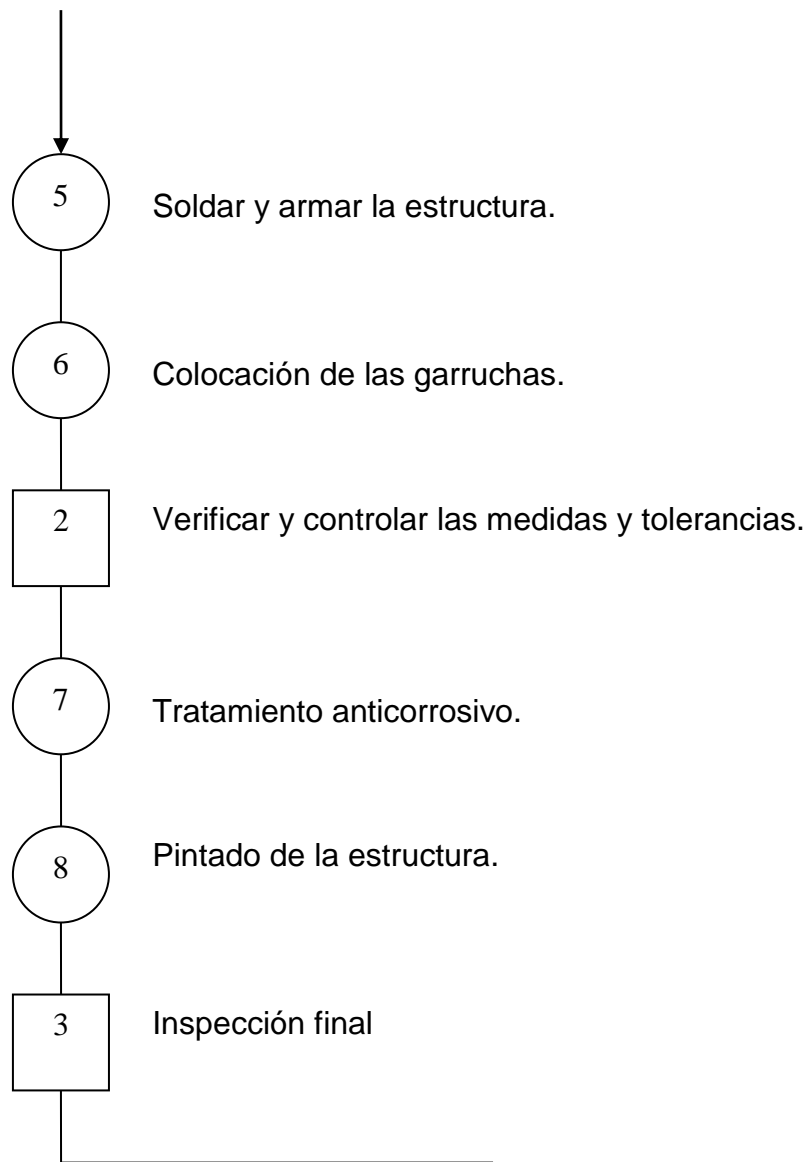 5 Soldar y armar la estructura.
6 Colocación de las garruchas.
2 Verificar y controlar las medidas y tolerancias.
7 Tratamiento anticorrosivo.
8 Pintado de la estructura.
3 Inspección final